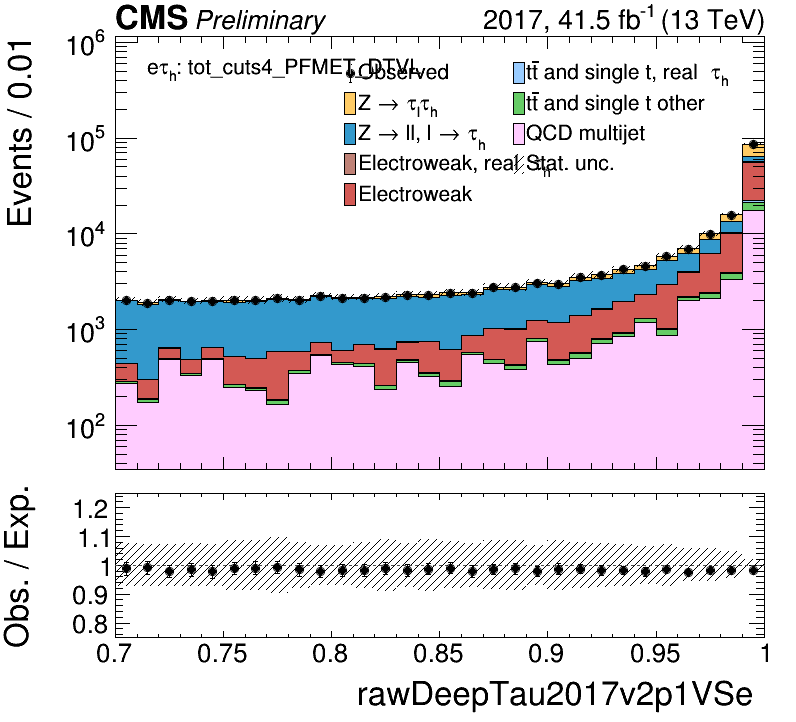 CMS Preliminary 2017, 41.5 fb⁻¹ (13 TeV)
Events / 0.01
10⁶
10⁵
10⁴
10³
10²
eτₕ: tot_cuts4_PFMET_DTVL
Observed
Z → τₗτₕ
Z → ll, l → τₕ
Electroweak, real τₕ
Electroweak
tt̄ and single t, real τₕ
tt̄ and single t other
QCD multijet
Stat. unc.
Obs. / Exp.
1.2
1.1
1
0.9
0.8
0.7 0.75 0.8 0.85 0.9 0.95 1
rawDeepTau2017v2p1VSe